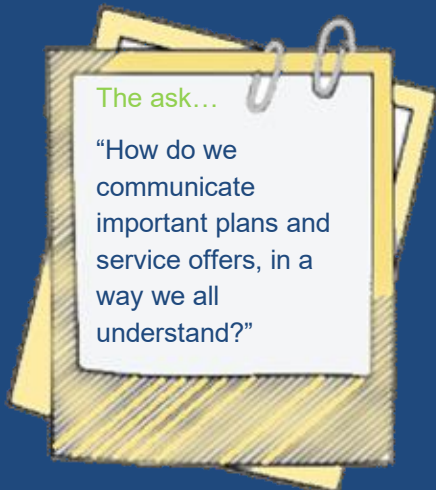 The ask…
“How do we
communicate
important plans and
service offers, in a
way we all
understand?”